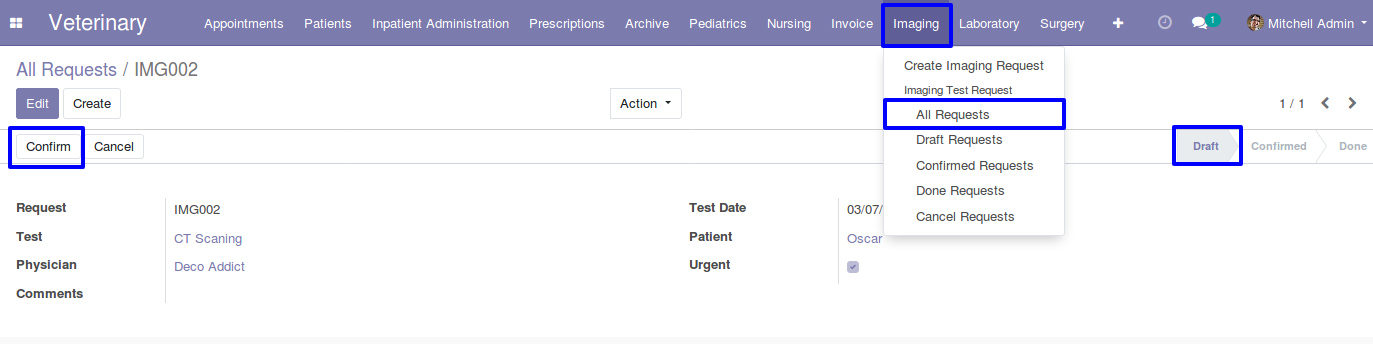 Veterinary Appointments Patients Inpatient Administration Prescriptions Archive Pediatrics Nursing Invoice Imaging Laboratory Surgery + 1 Mitchell Admin
All Requests / IMG002
Create Imaging Request
Imaging Test Request
All Requests
Draft Requests
Confirmed Requests
Done Requests
Cancel Requests
Edit Create Action 1 / 1
Confirm Cancel Draft Confirmed Done
Request IMG002 Test Date 03/07/
Test CT Scaning Patient Oscar
Physician Deco Addict Urgent
Comments